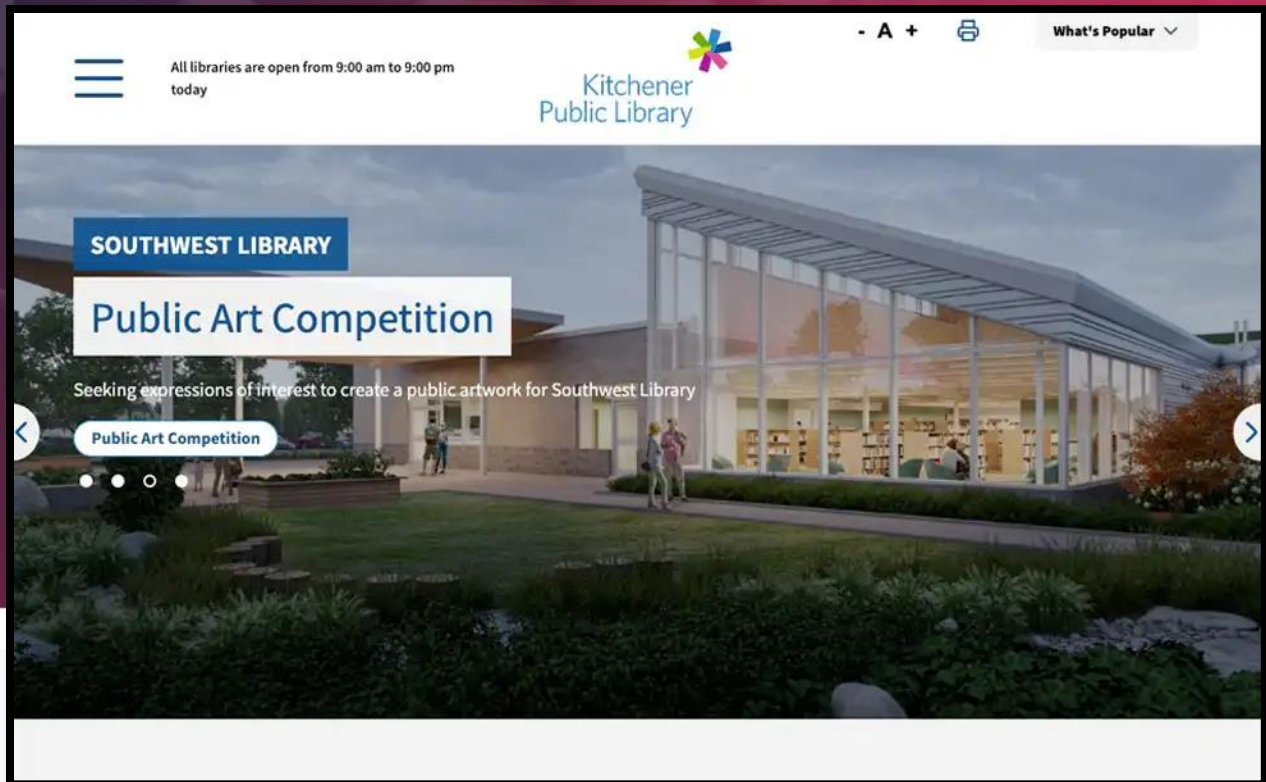 - A +
What's Popular
All libraries are open from 9:00 am to 9:00 pm
today
Kitchener
Public Library
SOUTHWEST LIBRARY
Public Art Competition
Seeking expressions of interest to create a public artwork for Southwest Library
Public Art Competition